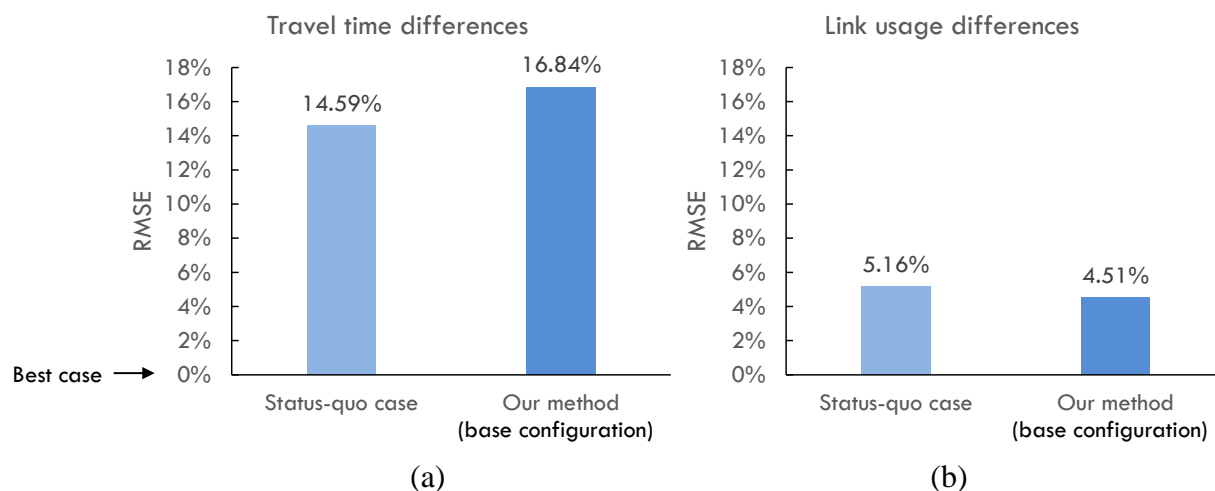 Travel time differences
18%
16%
14%
12%
10%
8%
6%
4%
2%
0%
RMSE
14.59%
16.84%
Best case
Status-quo case
Our method
(base configuration)
(a)
Link usage differences
18%
16%
14%
12%
10%
8%
6%
4%
2%
0%
RMSE
5.16%
4.51%
Status-quo case
Our method
(base configuration)
(b)